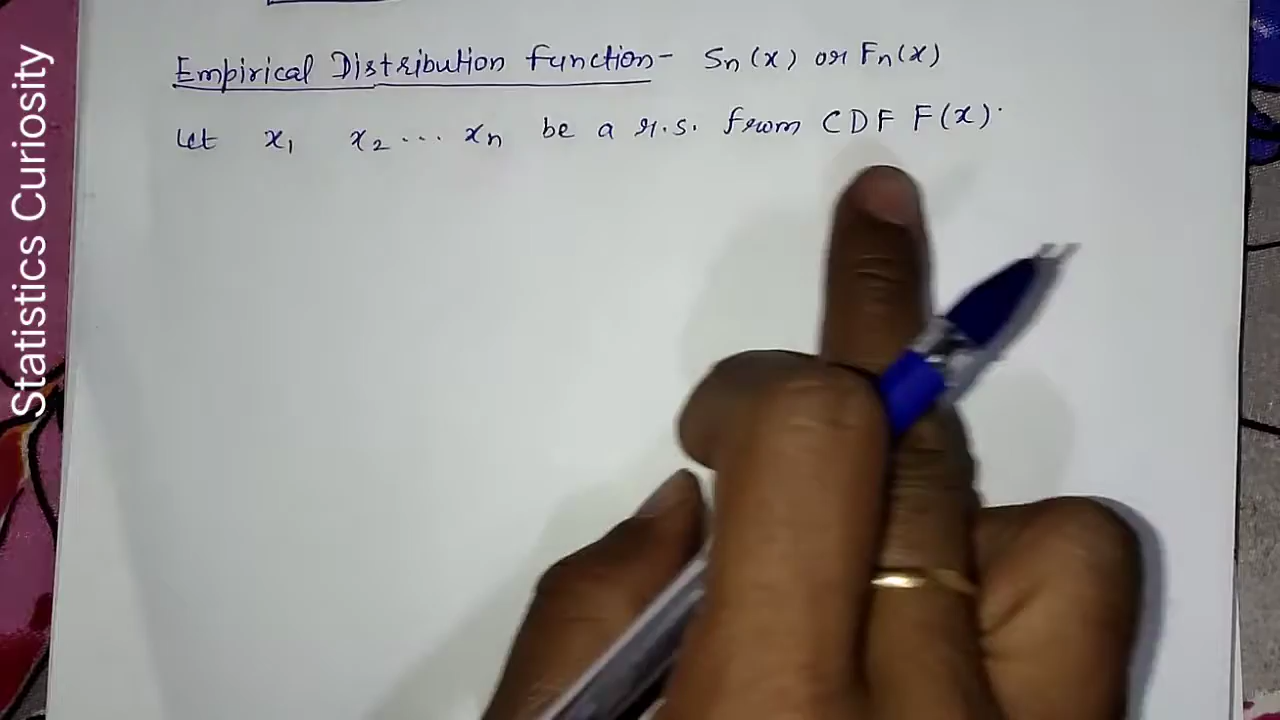 Empirical Distribution Function - Sn(x) or Fn(x)
Let x1 x2 ... xn be a r.s. from CDF F(x).
Statistics Curiosity